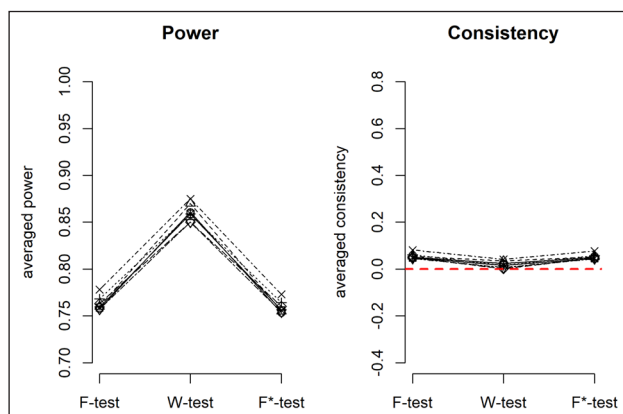 Power
averaged power
1.00
0.95
0.90
0.85
0.80
0.75
0.70
F-test W-test F*-test
Consistency
averaged consistency
0.8
0.6
0.4
0.2
0.0
-0.2
-0.4
F-test W-test F*-test